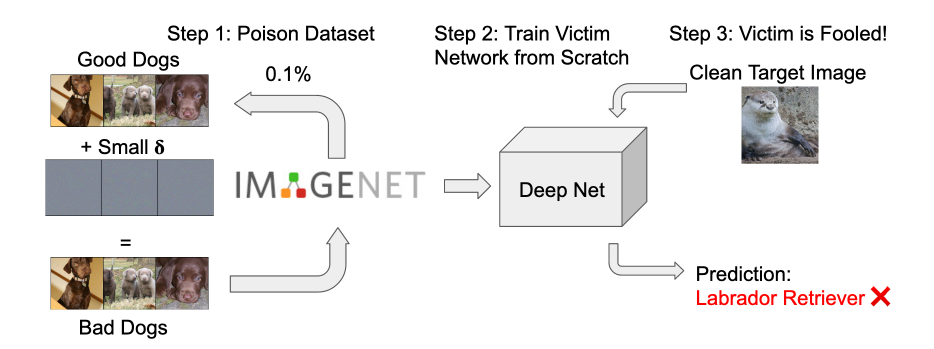 Step 1: Poison Dataset
Good Dogs
0.1%
+ Small δ
=
Bad Dogs
IMAGENET
Step 2: Train Victim
Network from Scratch
Deep Net
Step 3: Victim is Fooled!
Clean Target Image
Prediction:
Labrador Retriever ❌